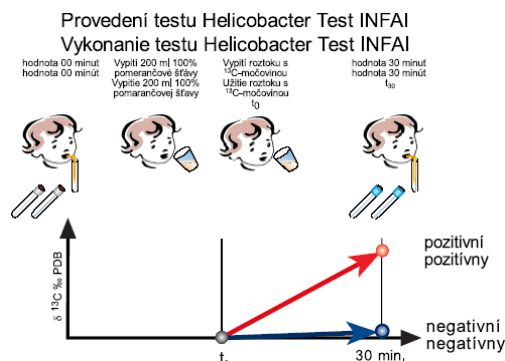 Provedení testu Helicobacter Test INFAI
Vykonanie testu Helicobacter Test INFAI
hodnota 00 minut
hodnota 00 minút
Vypití 200 ml 100%
pomerančové šťávy
Vypitie 200 ml 100%
pomarančovej šťavy
Vypití roztoku s
¹³C-močovinou
Užitie roztoku s
¹³C-močovinou
t0
hodnota 30 minut
hodnota 30 minút
t₃₀
δ ¹³C ‰ PDB
pozitivní
pozitívny
negativní
negatívny
30 min.